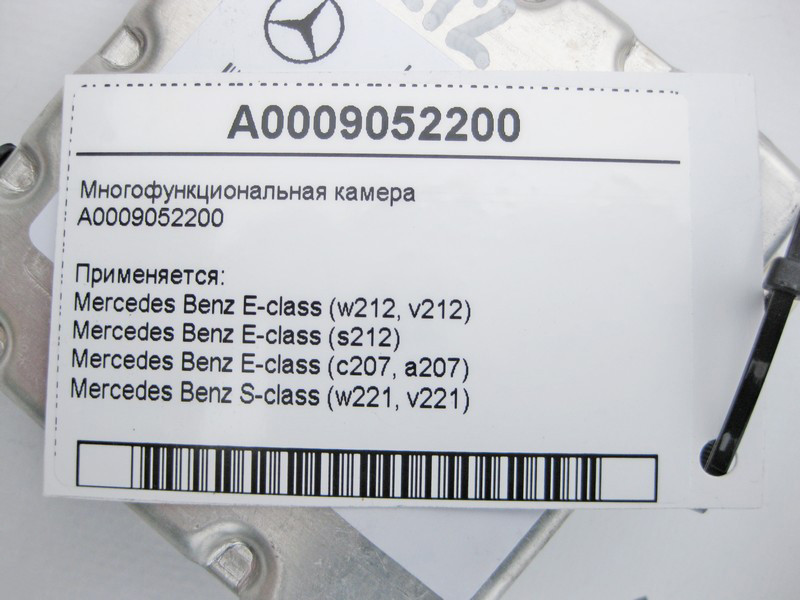 A0009052200
Многофункциональная камера
A0009052200
Применяется:
Mercedes Benz E-class (w212, v212)
Mercedes Benz E-class (s212)
Mercedes Benz E-class (c207, a207)
Mercedes Benz S-class (w221, v221)